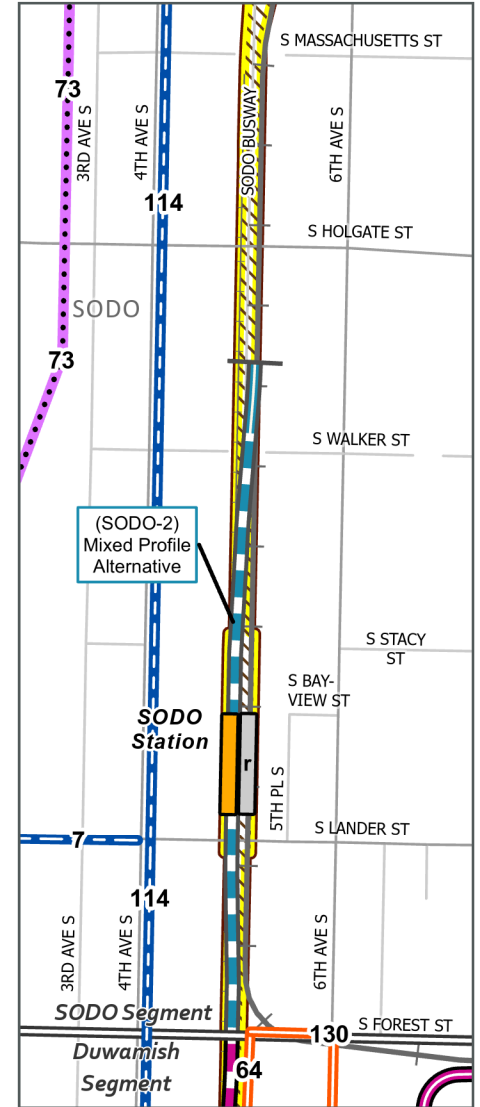 S MASSACHUSETTS ST
73
3RD AVE S
4TH AVE S
SODO BUSWAY
6TH AVE S
114
S HOLGATE ST
SODO
73
S WALKER ST
(SODO-2)
Mixed Profile
Alternative
S STACY
ST
S BAY-
VIEW ST
SODO
Station
r
5TH PL S
S LANDER ST
7
114
3RD AVE S
4TH AVE S
6TH AVE S
SODO Segment
S FOREST ST
130
Duwamish
Segment
64